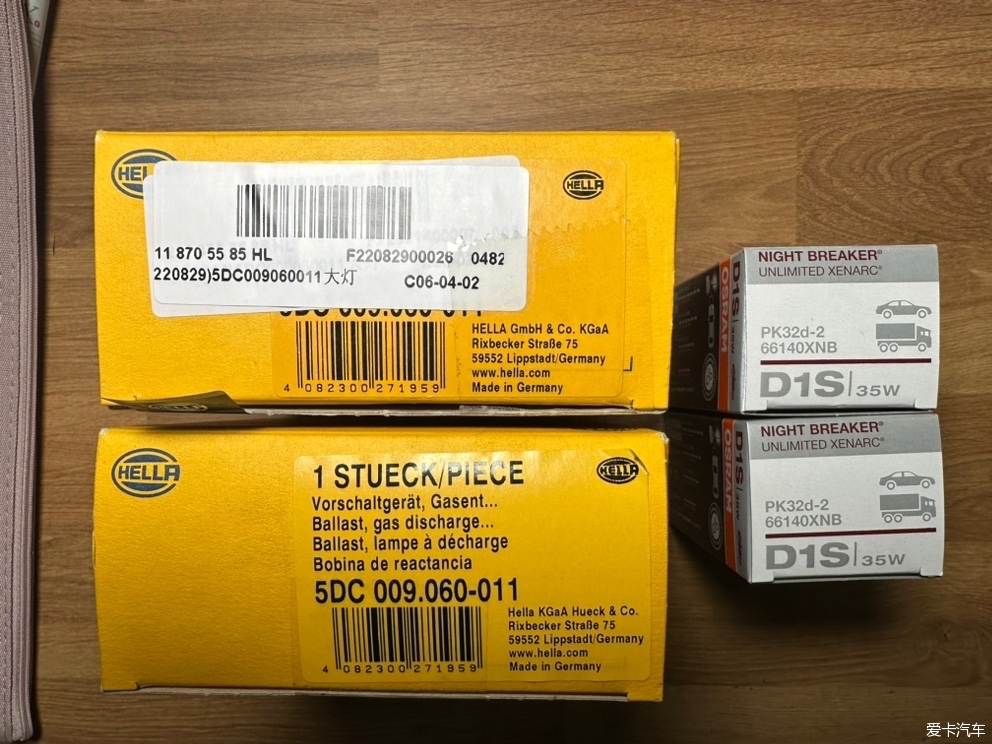 HELLA
11 870 55 85 HL
F22082900026
0482
220829)5DC009060011大灯
C06-04-02
5DC 009.060-011
4 082300 271959
HELLA GmbH & Co. KGaA
Rixbecker Straße 75
59552 Lippstadt/Germany
www.hella.com
Made in Germany
HELLA
HELLA
1 STUECK/PIECE
HELLA
Vorschaltgerät, Gasent...
Ballast, gas discharge...
Ballast, lampe à décharge
Bobina de reactancia
5DC 009.060-011
4 082300 271959
Hella KGaA Hueck & Co.
Rixbecker Straße 75
59552 Lippstadt/Germany
www.hella.com
Made in Germany
NIGHT BREAKER®
UNLIMITED XENARC®
PK32d-2
66140XNB
D1S 35W
D1S
OSRAM
NIGHT BREAKER®
UNLIMITED XENARC®
PK32d-2
66140XNB
D1S 35W
D1S
OSRAM
爱卡汽车